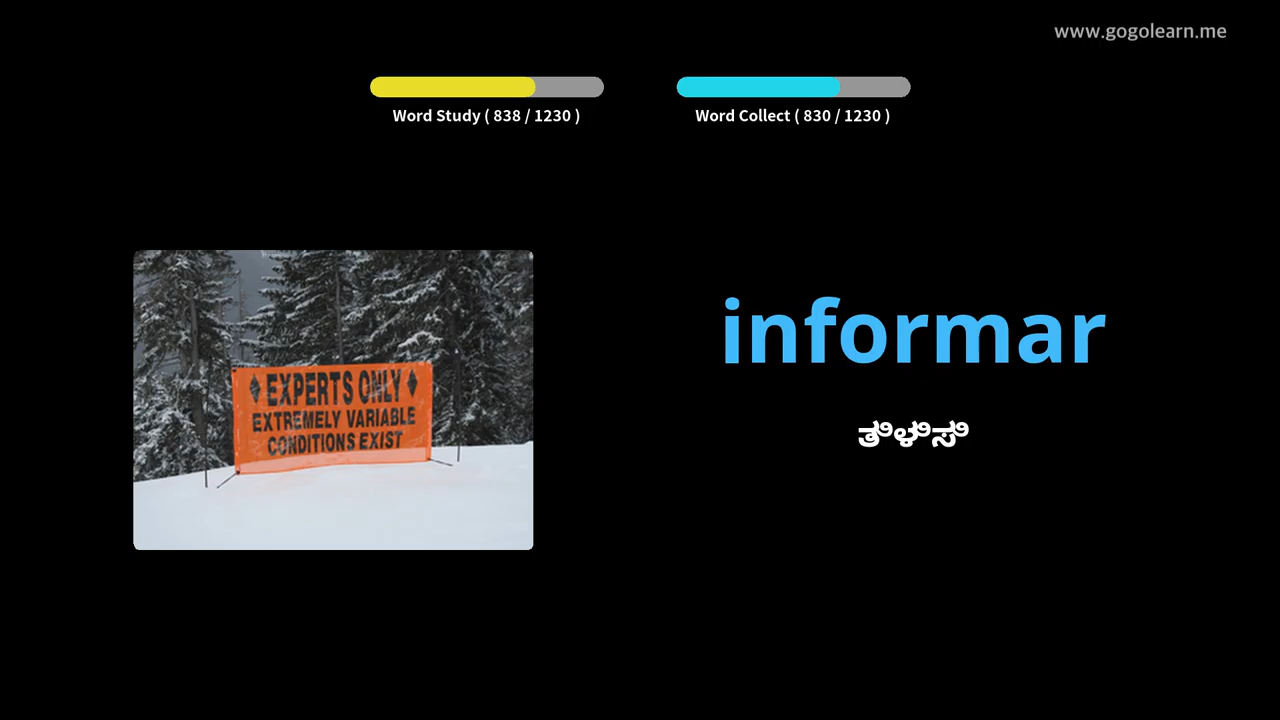 www.gogolearn.me
Word Study ( 838 / 1230 )
Word Collect ( 830 / 1230 )
EXPERTS ONLY
EXTREMELY VARIABLE
CONDITIONS EXIST
informar
ತಿಳಿಸಿ